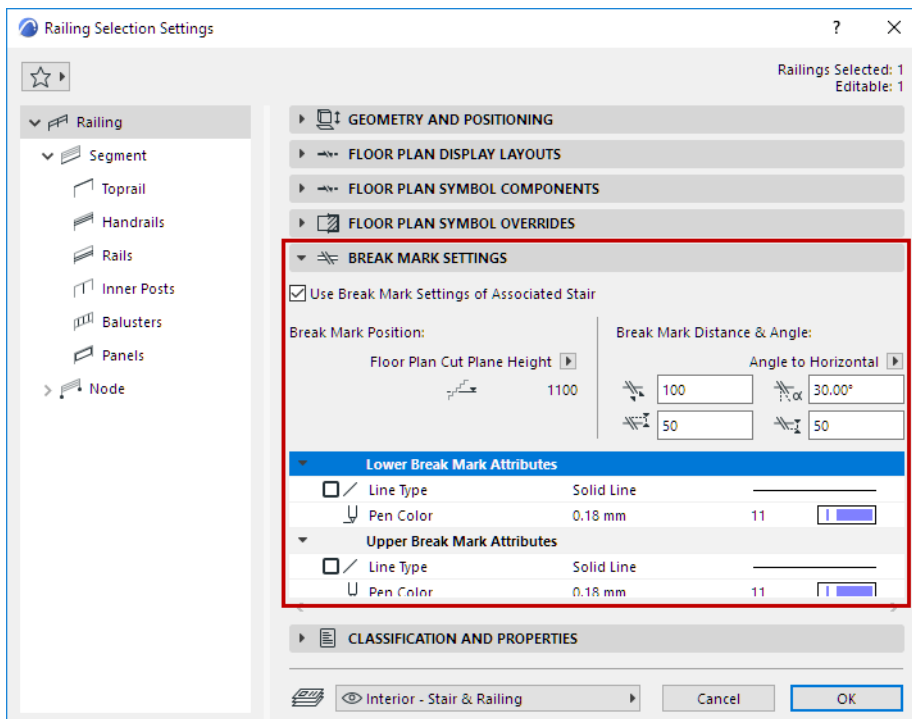 Railing Selection Settings
?
Railings Selected: 1
Editable: 1
Railing
Segment
Toprail
Handrails
Rails
Inner Posts
Balusters
Panels
Node
GEOMETRY AND POSITIONING
FLOOR PLAN DISPLAY LAYOUTS
FLOOR PLAN SYMBOL COMPONENTS
FLOOR PLAN SYMBOL OVERRIDES
BREAK MARK SETTINGS
Use Break Mark Settings of Associated Stair
Break Mark Position:
Floor Plan Cut Plane Height
1100
Break Mark Distance & Angle:
Angle to Horizontal
100
α 30.00°
50
50
Lower Break Mark Attributes
Line Type Solid Line
Pen Color 0.18 mm 11
Upper Break Mark Attributes
Line Type Solid Line
Pen Color 0.18 mm 11
CLASSIFICATION AND PROPERTIES
Interior - Stair & Railing
Cancel
OK